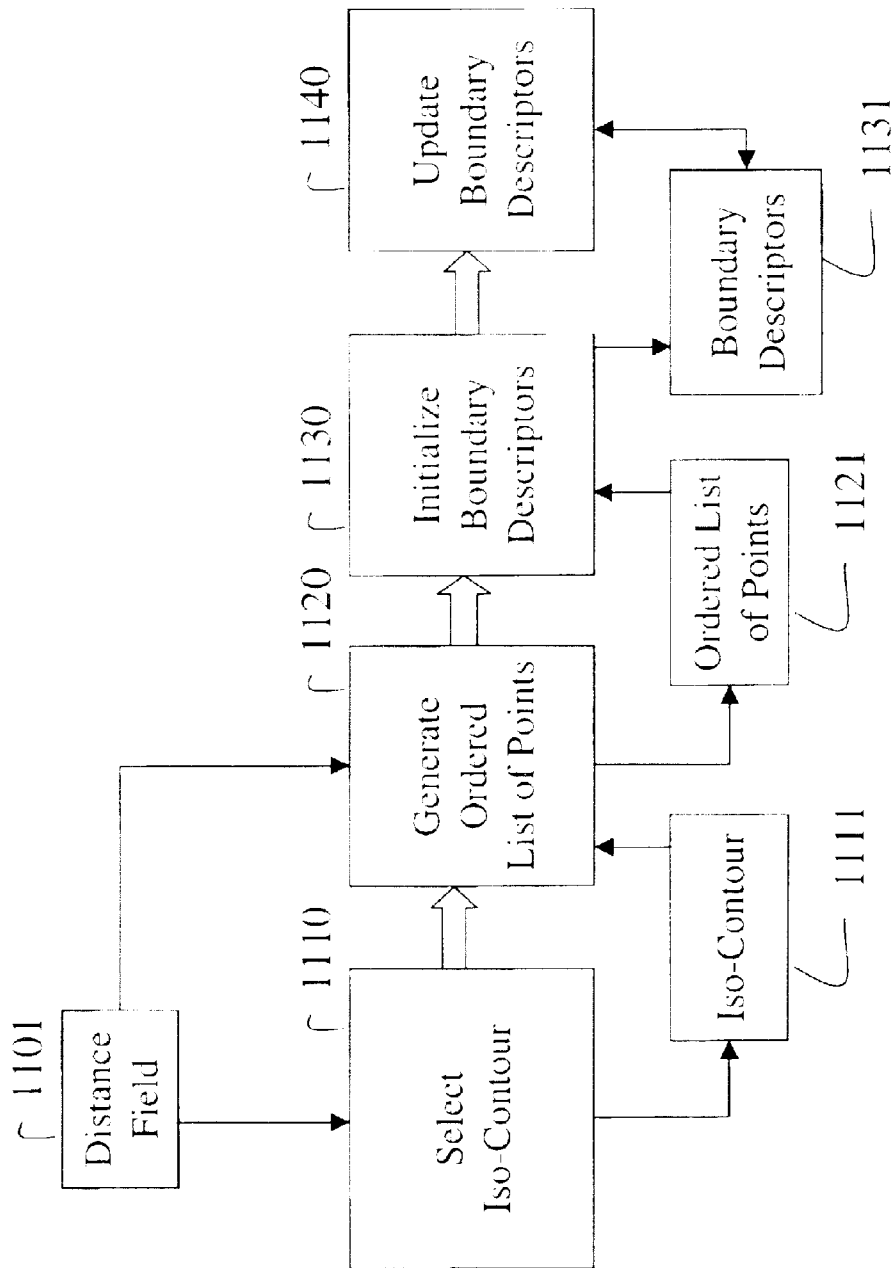 1101
Distance
Field
1110
Select
Iso-Contour
1120
Generate
Ordered
List of Points
1130
Initialize
Boundary
Descriptors
1140
Update
Boundary
Descriptors
Iso-Contour
1111
Ordered List
of Points
1121
Boundary
Descriptors
1131